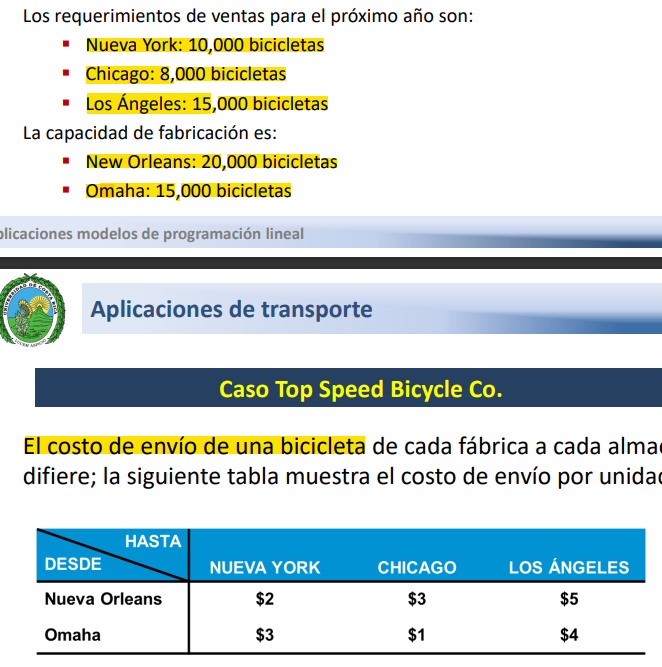 Los requerimientos de ventas para el próximo año son:
▪ Nueva York: 10,000 bicicletas
▪ Chicago: 8,000 bicicletas
▪ Los Ángeles: 15,000 bicicletas
La capacidad de fabricación es:
▪ New Orleans: 20,000 bicicletas
▪ Omaha: 15,000 bicicletas
plicaciones modelos de programación lineal
Aplicaciones de transporte
Caso Top Speed Bicycle Co.
El costo de envío de una bicicleta de cada fábrica a cada alma
difiere; la siguiente tabla muestra el costo de envío por unida
HASTA
DESDE NUEVA YORK CHICAGO LOS ÁNGELES
Nueva Orleans $2 $3 $5
Omaha $3 $1 $4